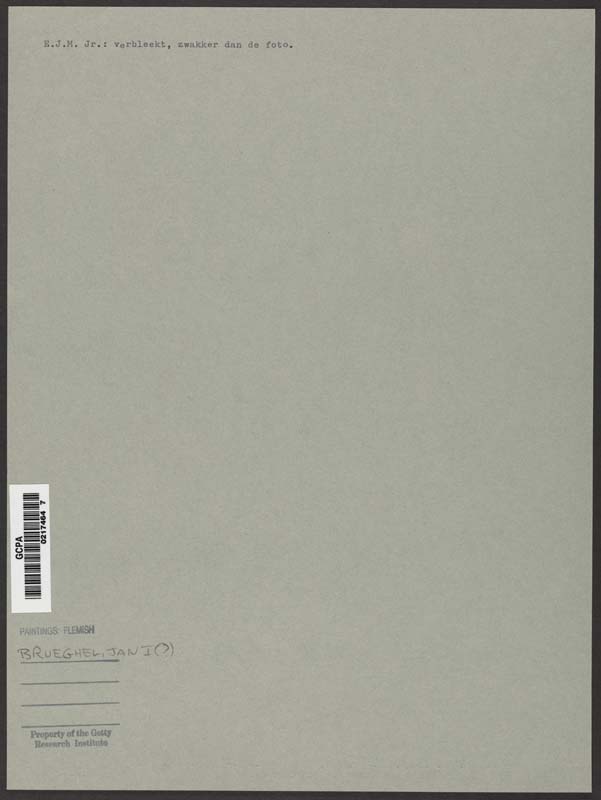 E.J.M. Jr.: verbleekt, zwakker dan de foto.
GCPA
0217464 7
PAINTINGS: FLEMISH
BRUEGHEL, JAN I (?)
Property of the Getty
Research Institute